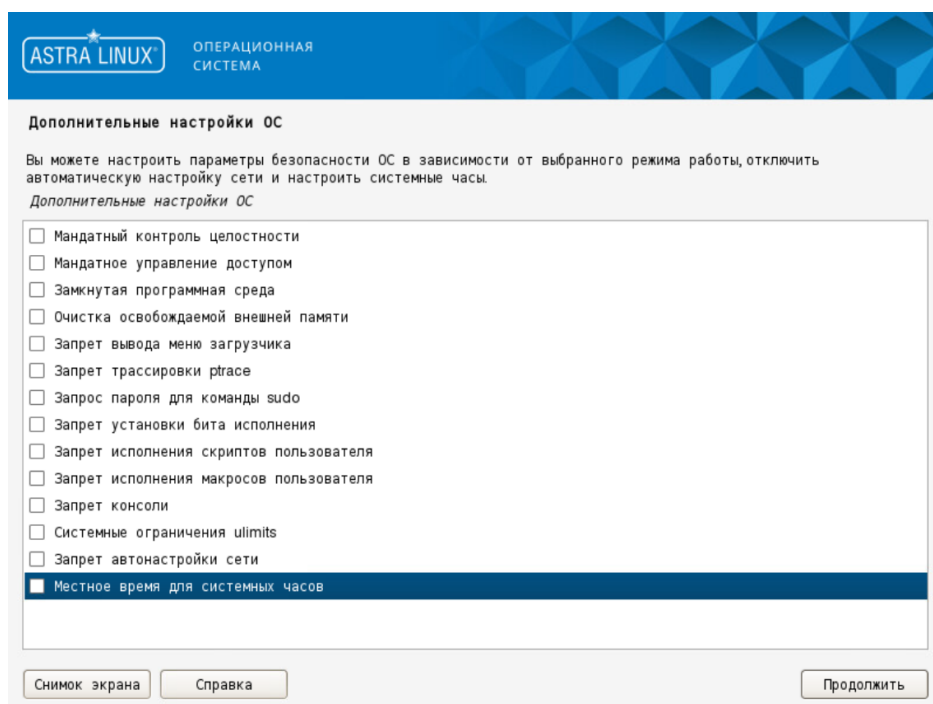 ASTRA LINUX®
ОПЕРАЦИОННАЯ
СИСТЕМА
Дополнительные настройки ОС
Вы можете настроить параметры безопасности ОС в зависимости от выбранного режима работы, отключить
автоматическую настройку сети и настроить системные часы.
Дополнительные настройки ОС
Мандатный контроль целостности
Мандатное управление доступом
Замкнутая программная среда
Очистка освобождаемой внешней памяти
Запрет вывода меню загрузчика
Запрет трассировки ptrace
Запрос пароля для команды sudo
Запрет установки бита исполнения
Запрет исполнения скриптов пользователя
Запрет исполнения макросов пользователя
Запрет консоли
Системные ограничения ulimits
Запрет автонастройки сети
Местное время для системных часов
Снимок экрана
Справка
Продолжить